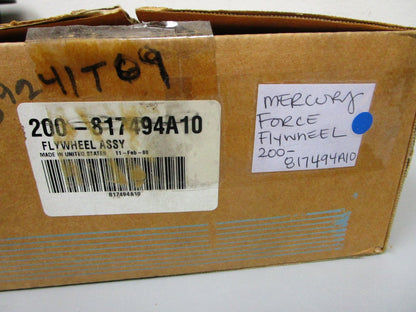 9241T69
200-817494A10
FLYWHEEL ASSY
MADE IN UNITED STATES 11-Feb-00
817494A10
MERCURY
FORCE
FLYWHEEL
200-
817494A10